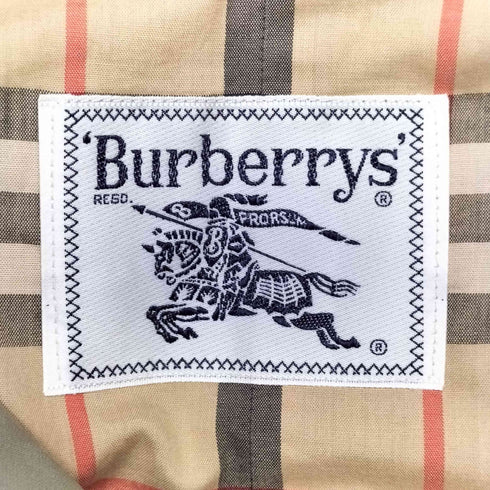 'Burberrys'
REGD. ®
PRORSUM
B
®